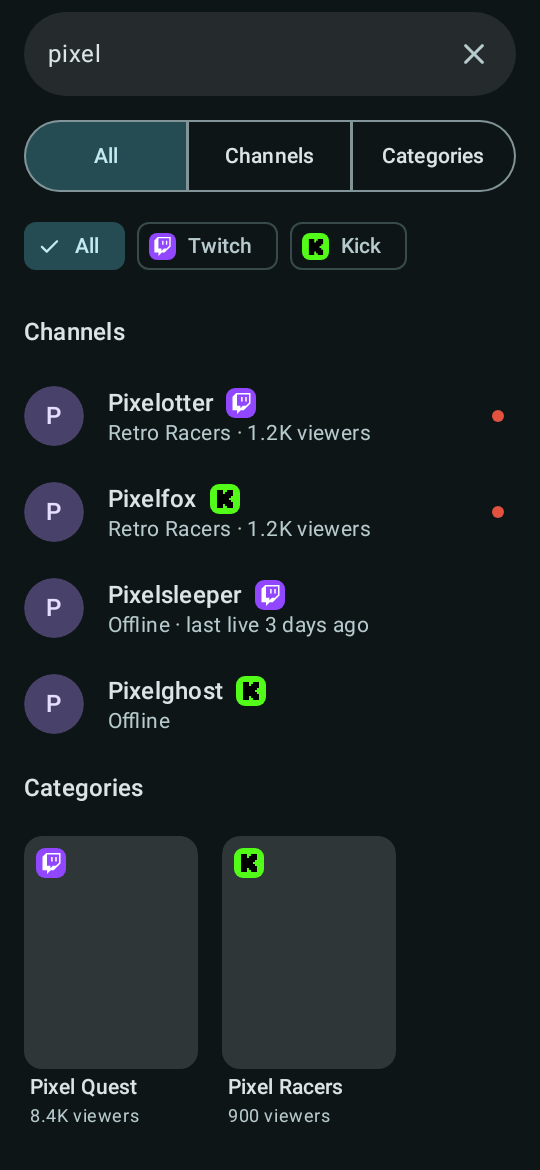 pixel
All
Channels
Categories
All
Twitch
Kick
Channels
P
Pixelotter
Retro Racers · 1.2K viewers
P
Pixelfox
Retro Racers · 1.2K viewers
P
Pixelsleeper
Offline · last live 3 days ago
P
Pixelghost
Offline
Categories
Pixel Quest
8.4K viewers
Pixel Racers
900 viewers